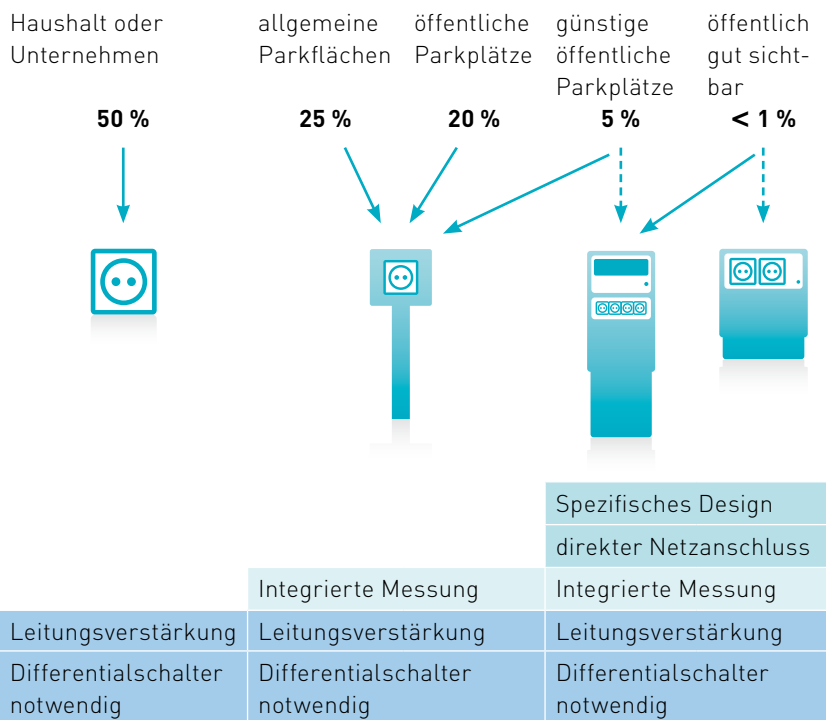 Haushalt oder
Unternehmen
50 %
allgemeine
Parkflächen
25 %
öffentliche
Parkplätze
20 %
günstige
öffentliche
Parkplätze
5 %
öffentlich
gut sicht-
bar
< 1 %
Spezifisches Design
direkter Netzanschluss
Integrierte Messung
Integrierte Messung
Leitungsverstärkung
Leitungsverstärkung
Leitungsverstärkung
Differentialschalter
notwendig
Differentialschalter
notwendig
Differentialschalter
notwendig